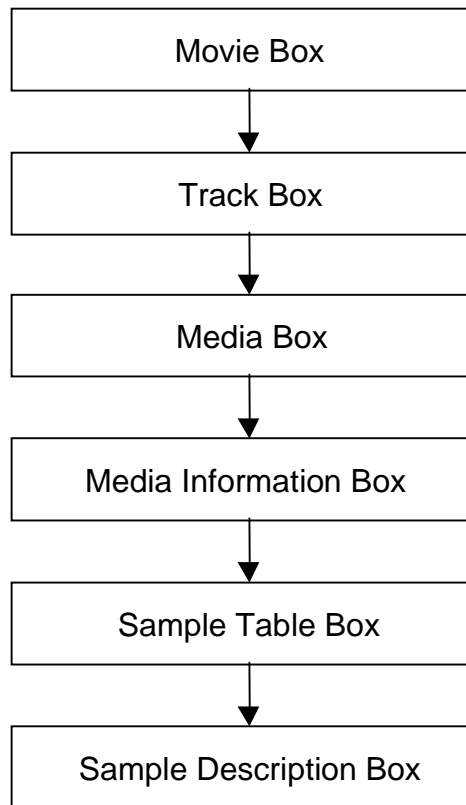 Movie Box
Track Box
Media Box
Media Information Box
Sample Table Box
Sample Description Box